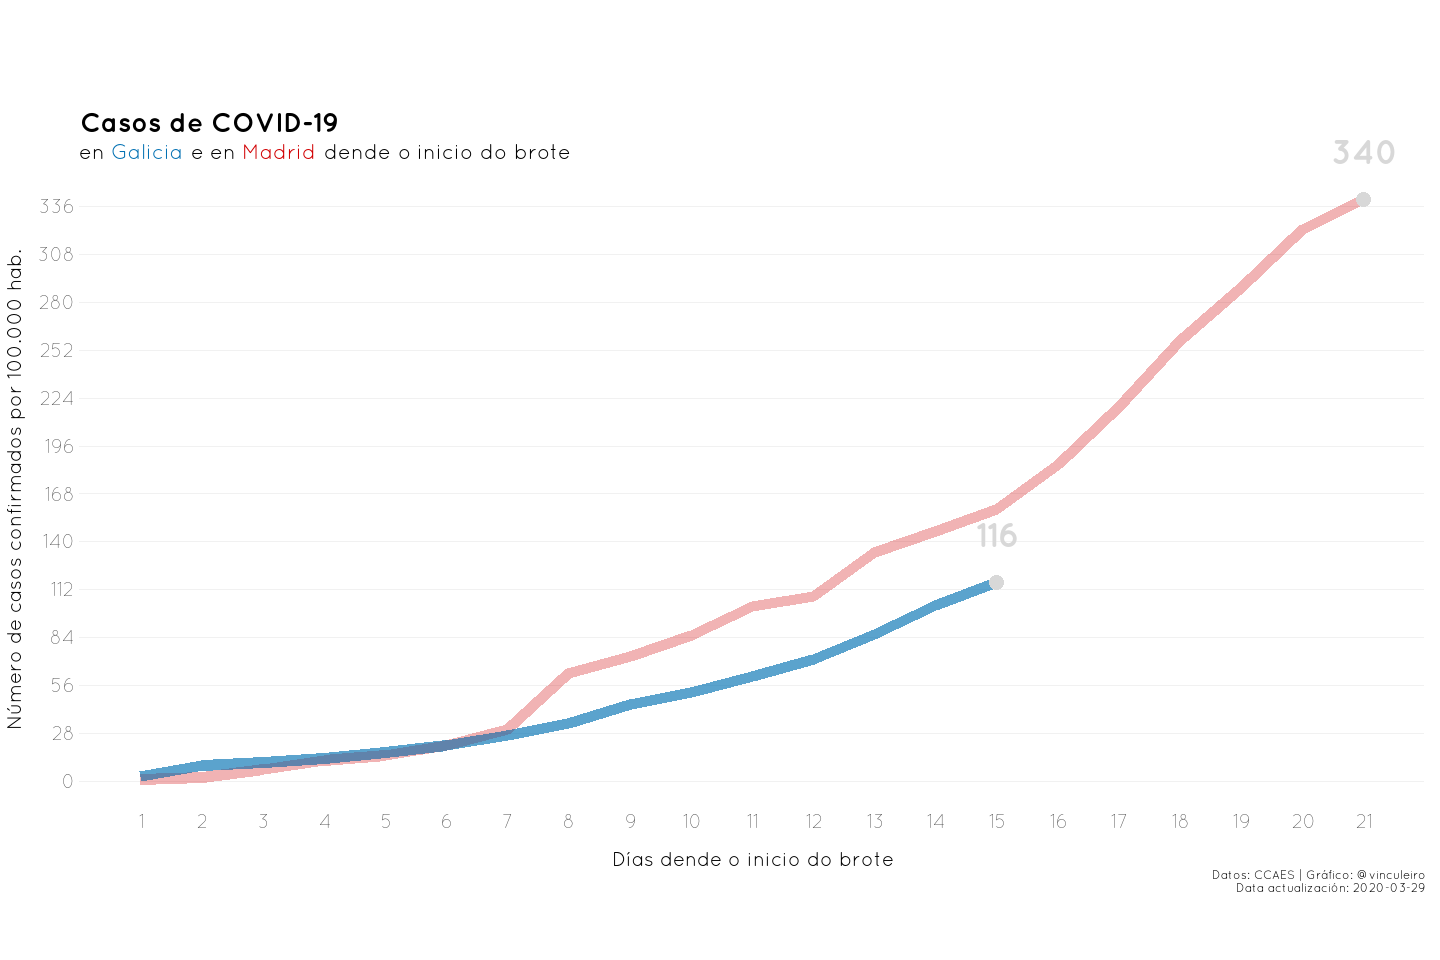 Casos de COVID-19
en Galicia e en Madrid dende o inicio do brote
340
Número de casos confirmados por 100.000 hab.
336
308
280
252
224
196
168
140
112
84
56
28
0
116
1 2 3 4 5 6 7 8 9 10 11 12 13 14 15 16 17 18 19 20 21
Días dende o inicio do brote
Datos: CCAES | Gráfico: @vinculeiro
Data actualización: 2020-03-29